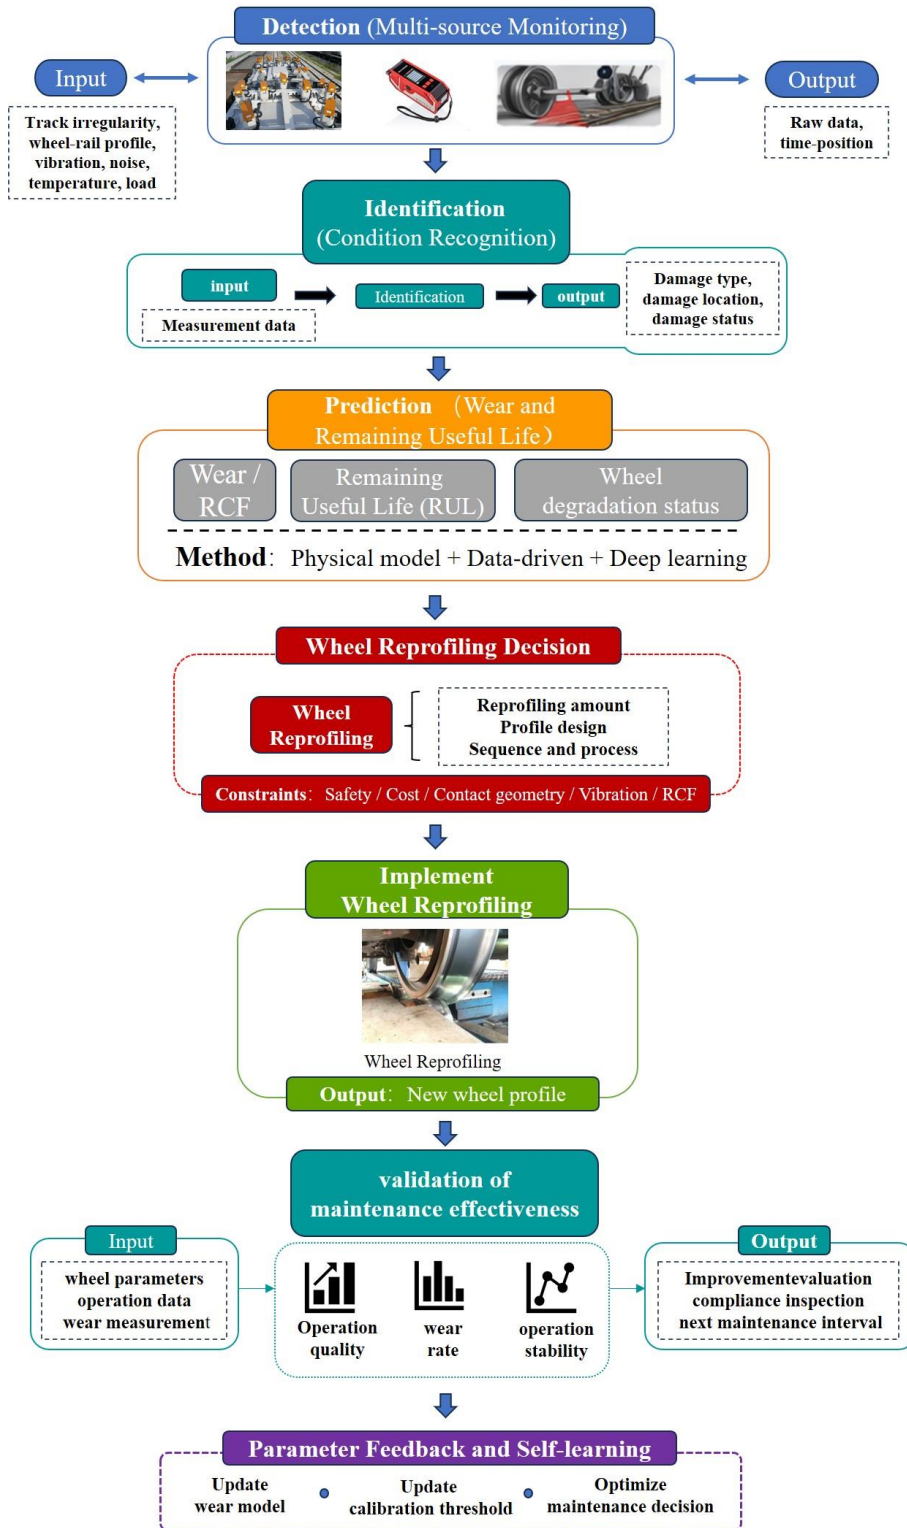 Detection (Multi-source Monitoring)
Input
Track irregularity,
wheel-rail profile,
vibration, noise,
temperature, load
Output
Raw data,
time-position
Identification
(Condition Recognition)
input
Measurement data
Identification
output
Damage type,
damage location,
damage status
Prediction （Wear and
Remaining Useful Life）
Wear /
RCF
Remaining
Useful Life (RUL)
Wheel
degradation status
Method： Physical model + Data-driven + Deep learning
Wheel Reprofiling Decision
Wheel
Reprofiling
Reprofiling amount
Profile design
Sequence and process
Constraints：Safety / Cost / Contact geometry / Vibration / RCF
Implement
Wheel Reprofiling
Wheel Reprofiling
Output：New wheel profile
validation of
maintenance effectiveness
Input
wheel parameters
operation data
wear measurement
Operation
quality
wear
rate
operation
stability
Output
Improvementevaluation
compliance inspection
next maintenance interval
Parameter Feedback and Self-learning
Update
wear model
Update
calibration threshold
Optimize
maintenance decision